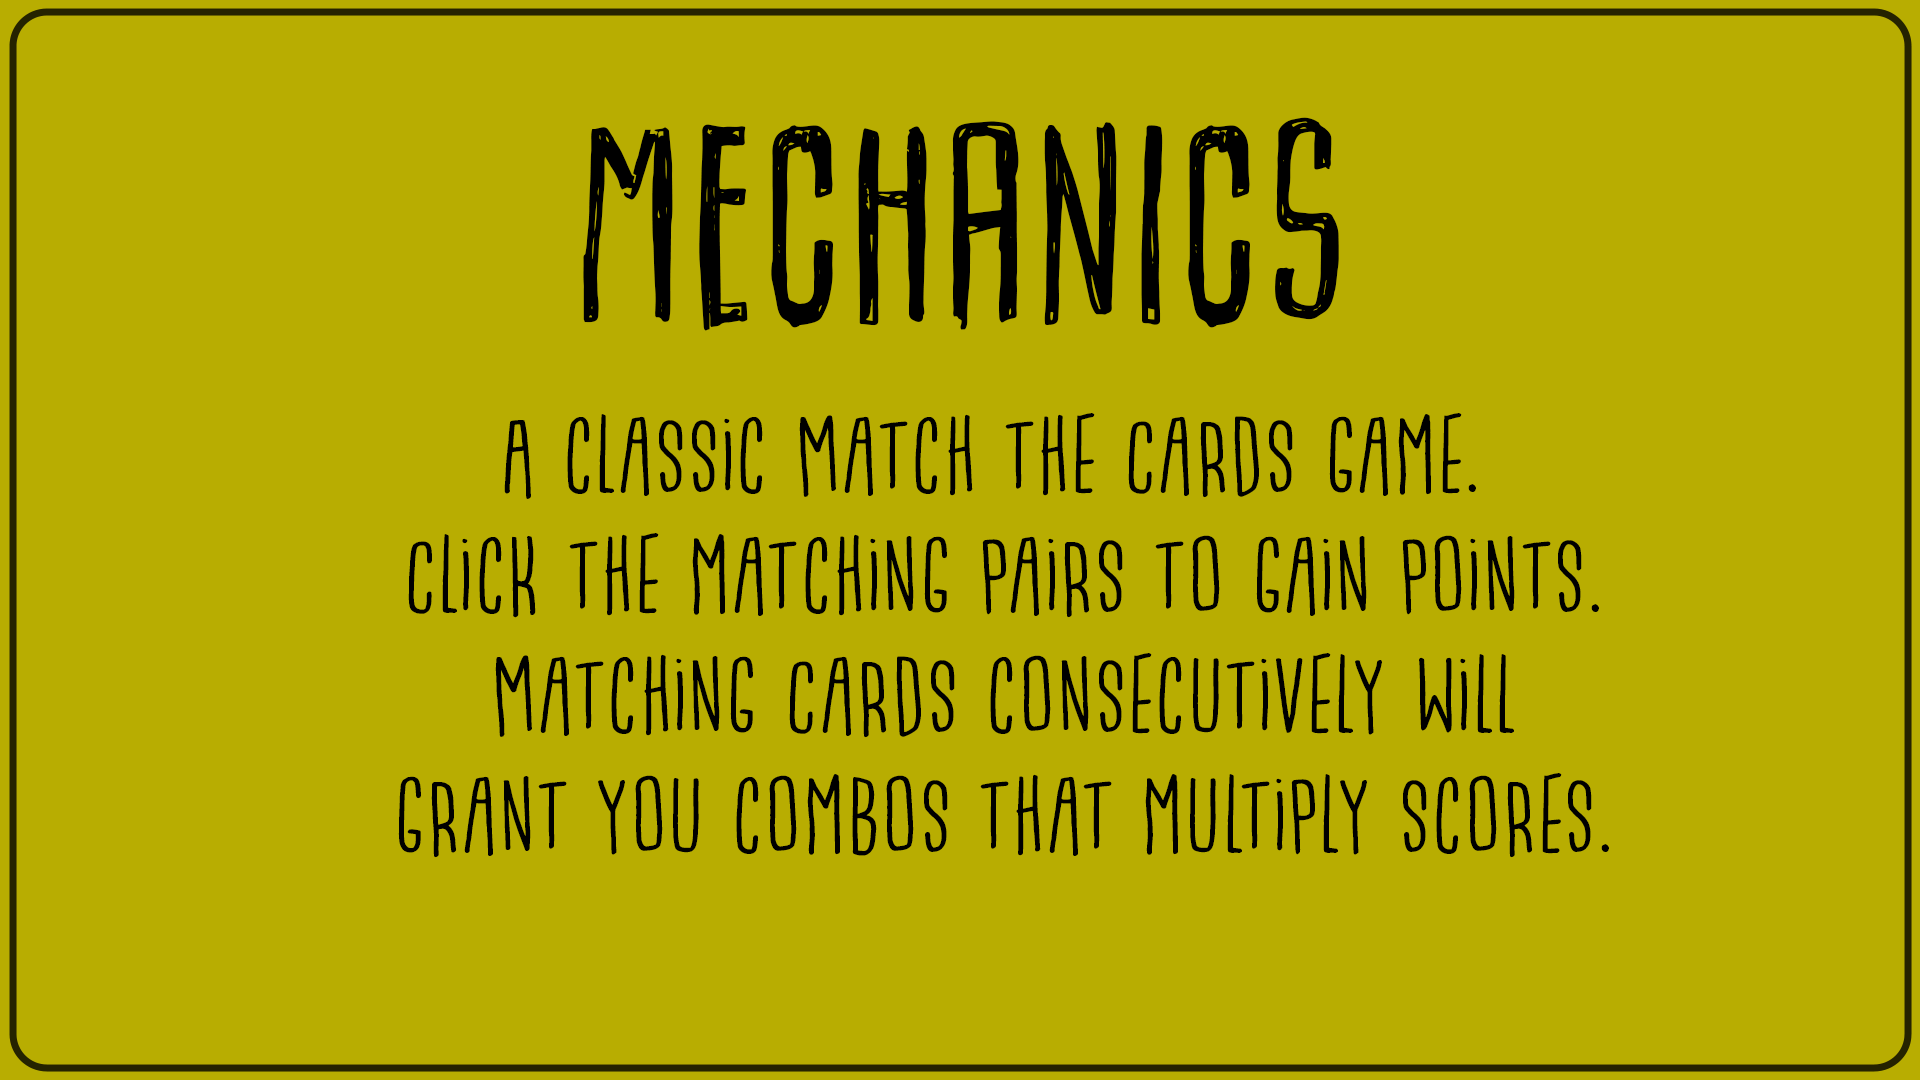 MECHANICS
A CLASSiC MATCH THE CARDS GAME.
CLiCK THE MATCHiNG PAiRS TO GAiN POiNTS.
MATCHiNG CARDS CONSECUTiVELY WiLL
GRANT YOU COMBOS THAT MULTiPLY SCORES.